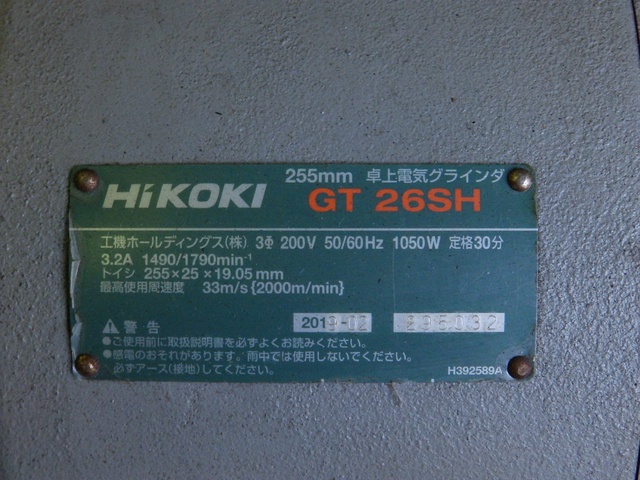 255mm 卓上電気グラインダ
HiKOKI GT 26SH
工機ホールディングス(株) 3Φ 200V 50/60Hz 1050W 定格30分
3.2A 1490/1790min⁻¹
トイシ 255×25×19.05mm
最高使用周速度 33m/s{2000m/min}
⚠警告 201
●ご使用前に取扱説明書を必ずよくお読みください。
●感電のおそれがあります。雨中では使用しないでください。
必ずアース(接地)してください。
H392589A